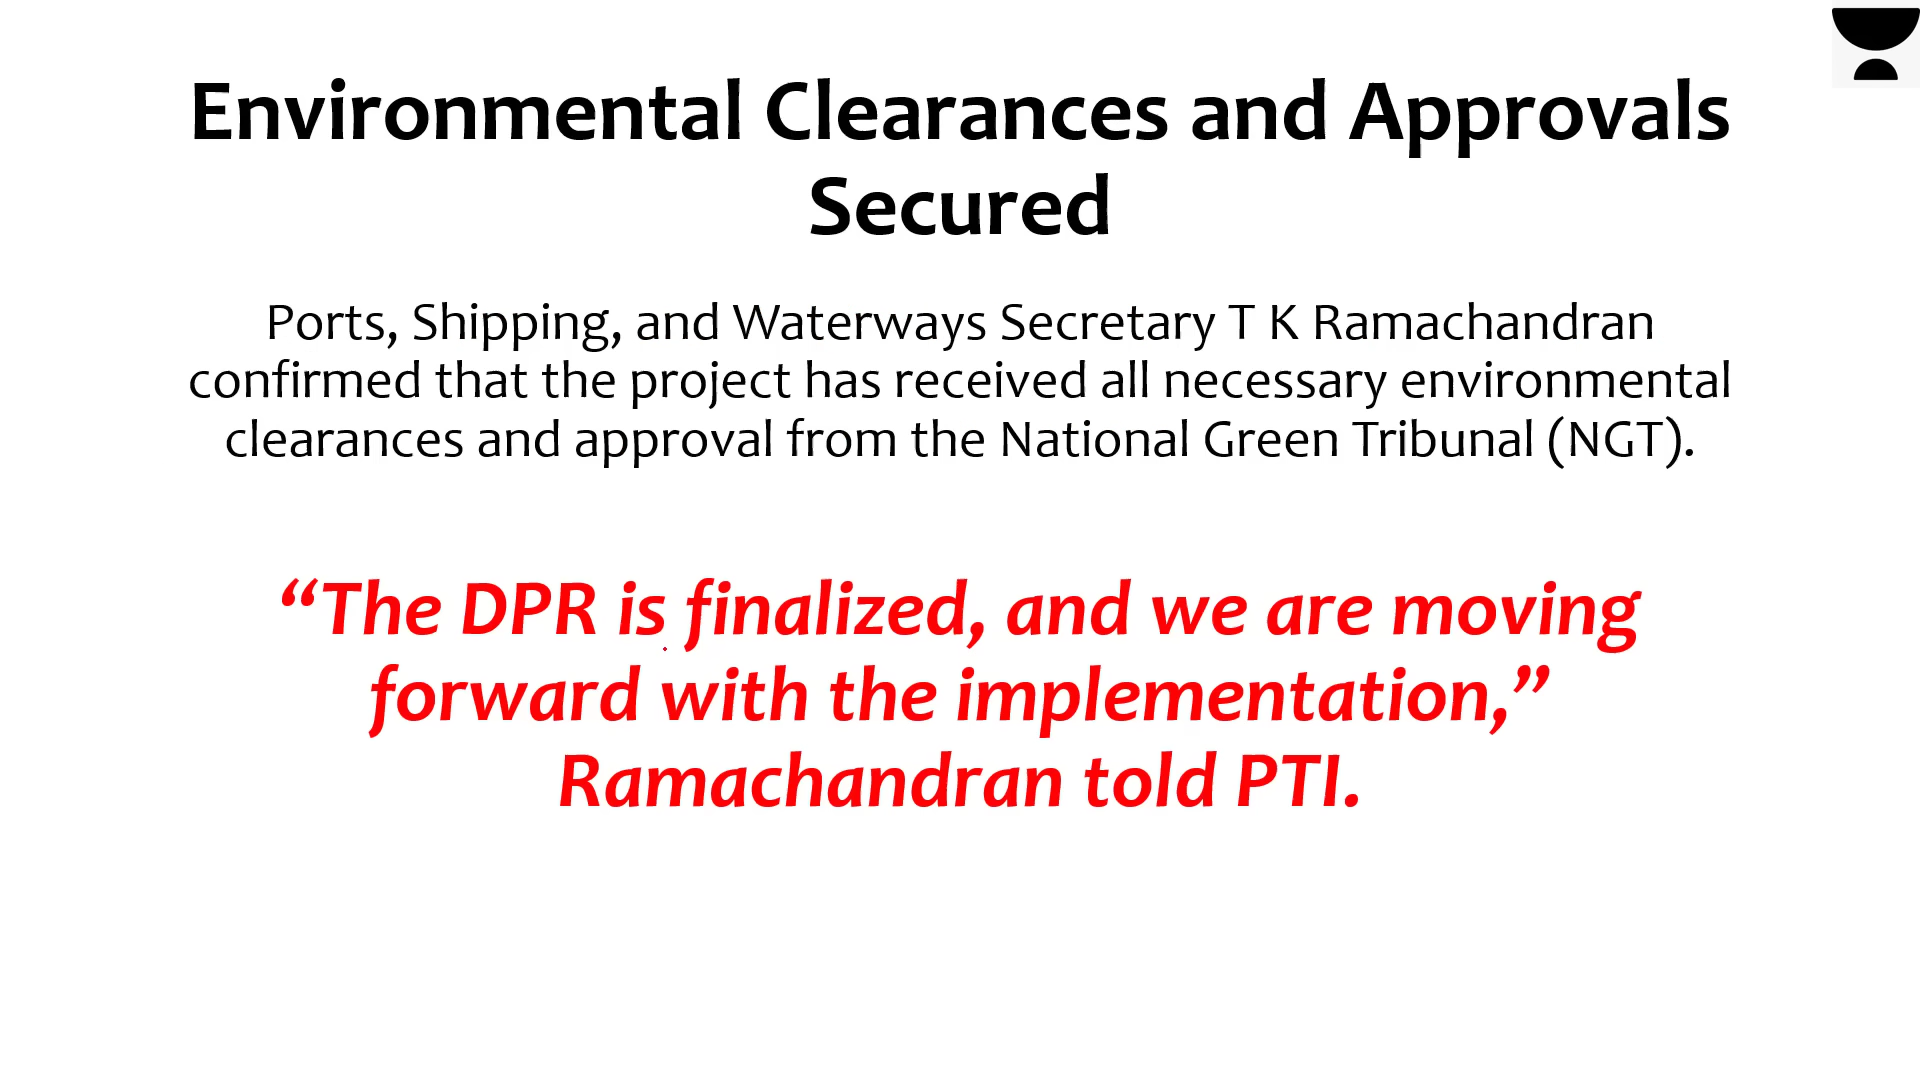 Environmental Clearances and Approvals
Secured
Ports, Shipping, and Waterways Secretary T K Ramachandran
confirmed that the project has received all necessary environmental
clearances and approval from the National Green Tribunal (NGT).
“The DPR is finalized, and we are moving
forward with the implementation,”
Ramachandran told PTI.